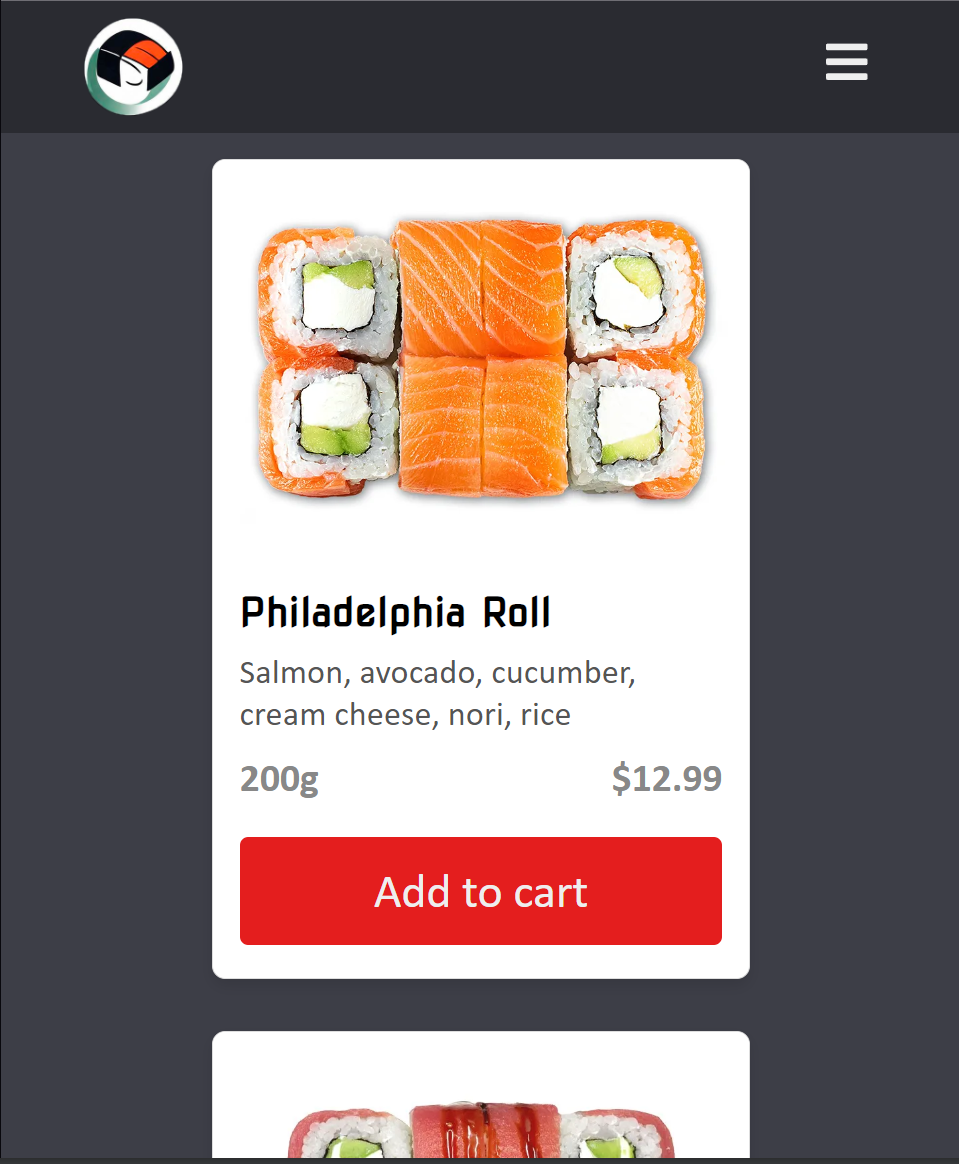 Philadelphia Roll
Salmon, avocado, cucumber,
cream cheese, nori, rice
200g $12.99
Add to cart